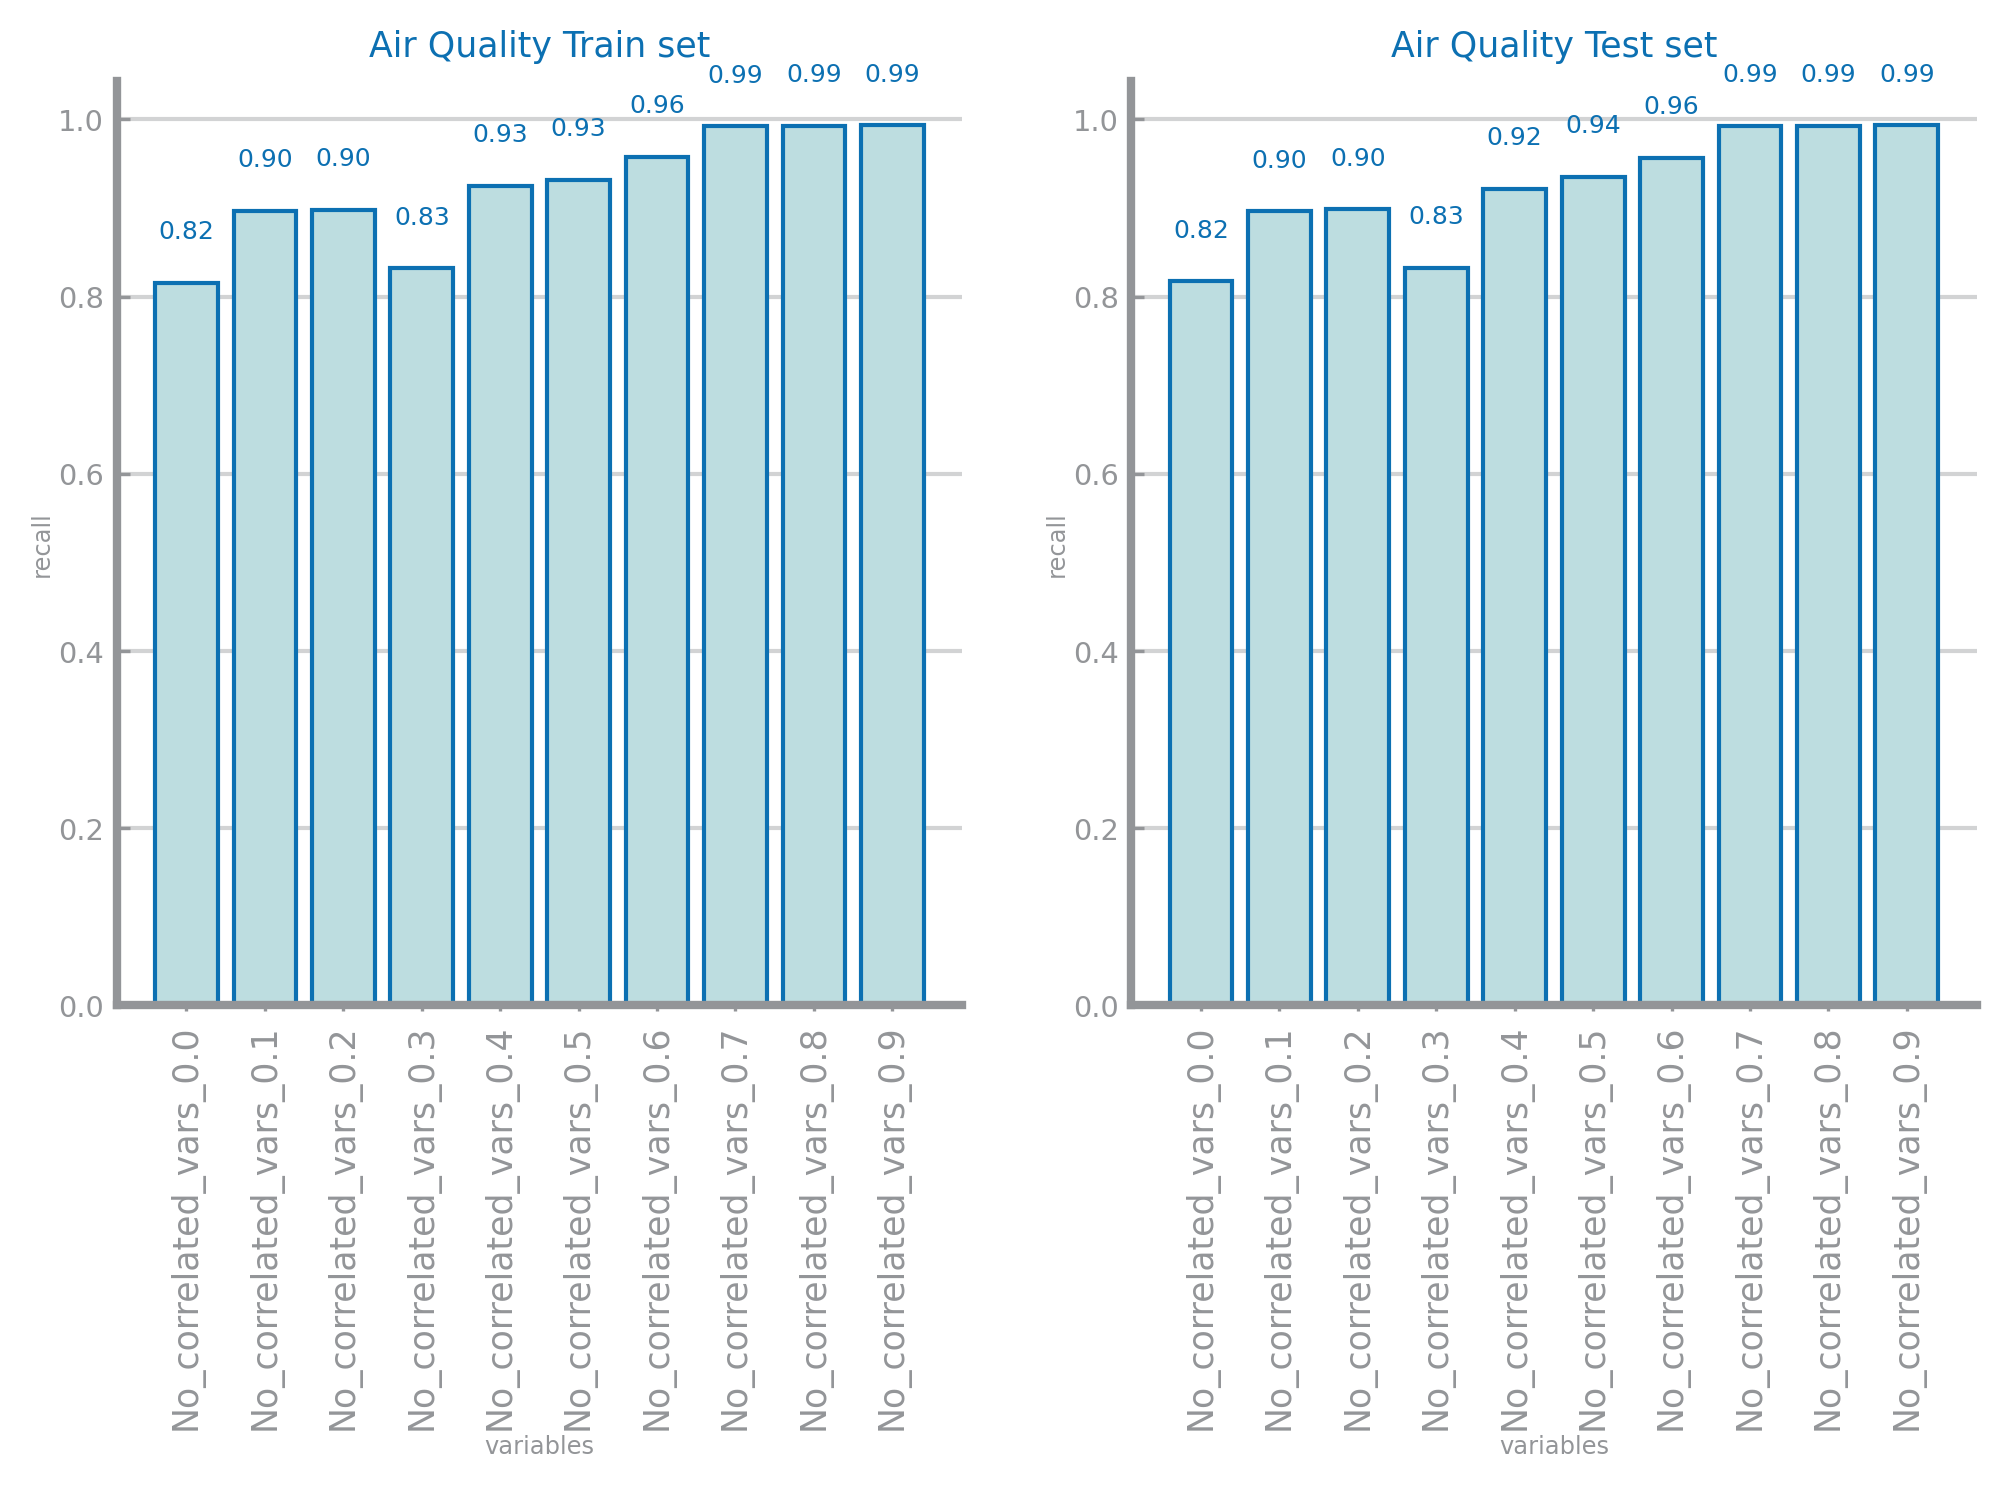 Air Quality Train set
0.82
0.90
0.90
0.83
0.93
0.93
0.96
0.99
0.99
0.99
1.0
0.8
0.6
0.4
0.2
0.0
recall
No_correlated_vars_0.0
No_correlated_vars_0.1
No_correlated_vars_0.2
No_correlated_vars_0.3
No_correlated_vars_0.4
No_correlated_vars_0.5
No_correlated_vars_0.6
No_correlated_vars_0.7
No_correlated_vars_0.8
No_correlated_vars_0.9
variables
Air Quality Test set
0.82
0.90
0.90
0.83
0.92
0.94
0.96
0.99
0.99
0.99
1.0
0.8
0.6
0.4
0.2
0.0
recall
No_correlated_vars_0.0
No_correlated_vars_0.1
No_correlated_vars_0.2
No_correlated_vars_0.3
No_correlated_vars_0.4
No_correlated_vars_0.5
No_correlated_vars_0.6
No_correlated_vars_0.7
No_correlated_vars_0.8
No_correlated_vars_0.9
variables